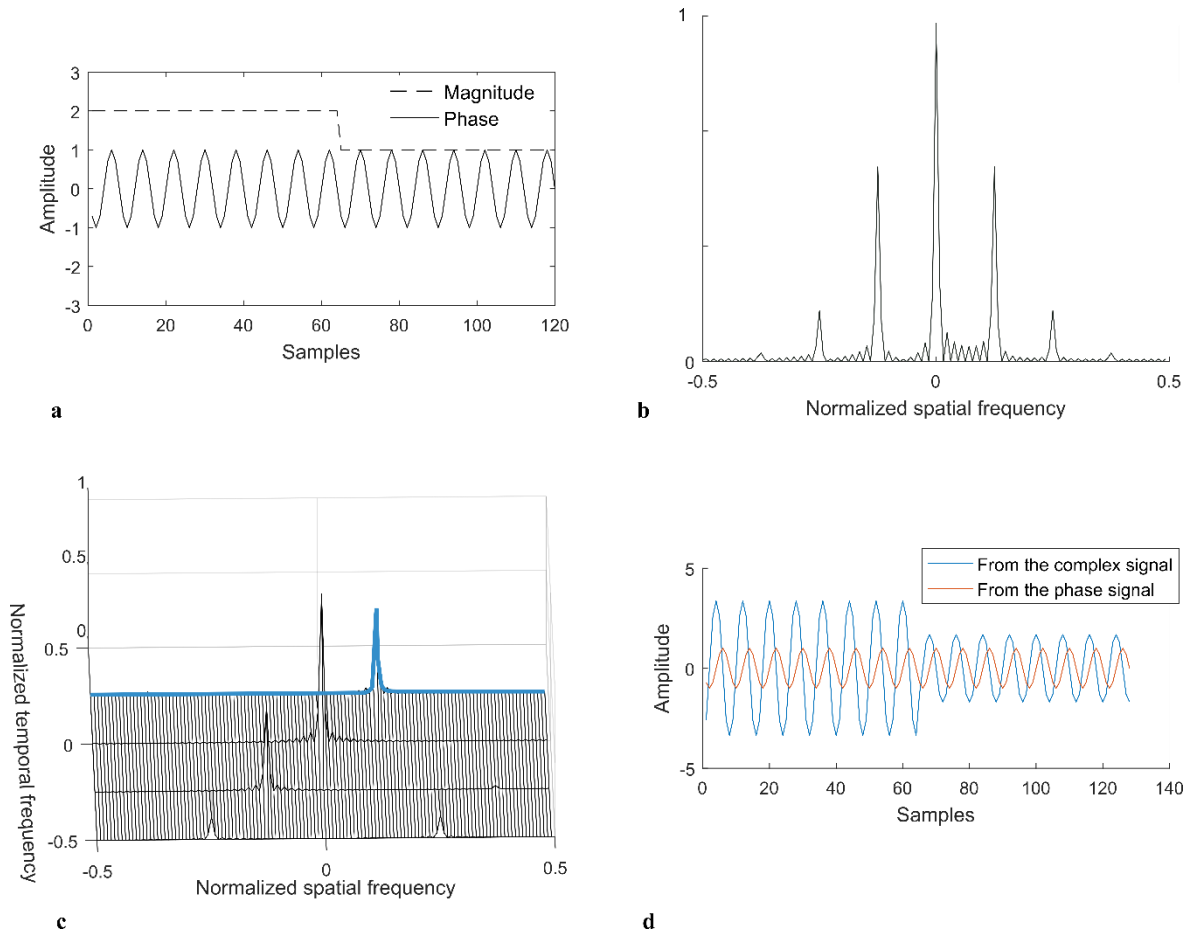 3
2
1
0
-1
-2
-3
Amplitude
Magnitude
Phase
0
20
40
60
80
100
120
Samples
a
1
0
-0.5
0
0.5
Normalized spatial frequency
b
1
0.5
0
0.5
0
-0.5
Normalized temporal frequency
-0.5
0
0.5
Normalized spatial frequency
c
5
0
-5
Amplitude
From the complex signal
From the phase signal
0
20
40
60
80
100
120
140
Samples
d